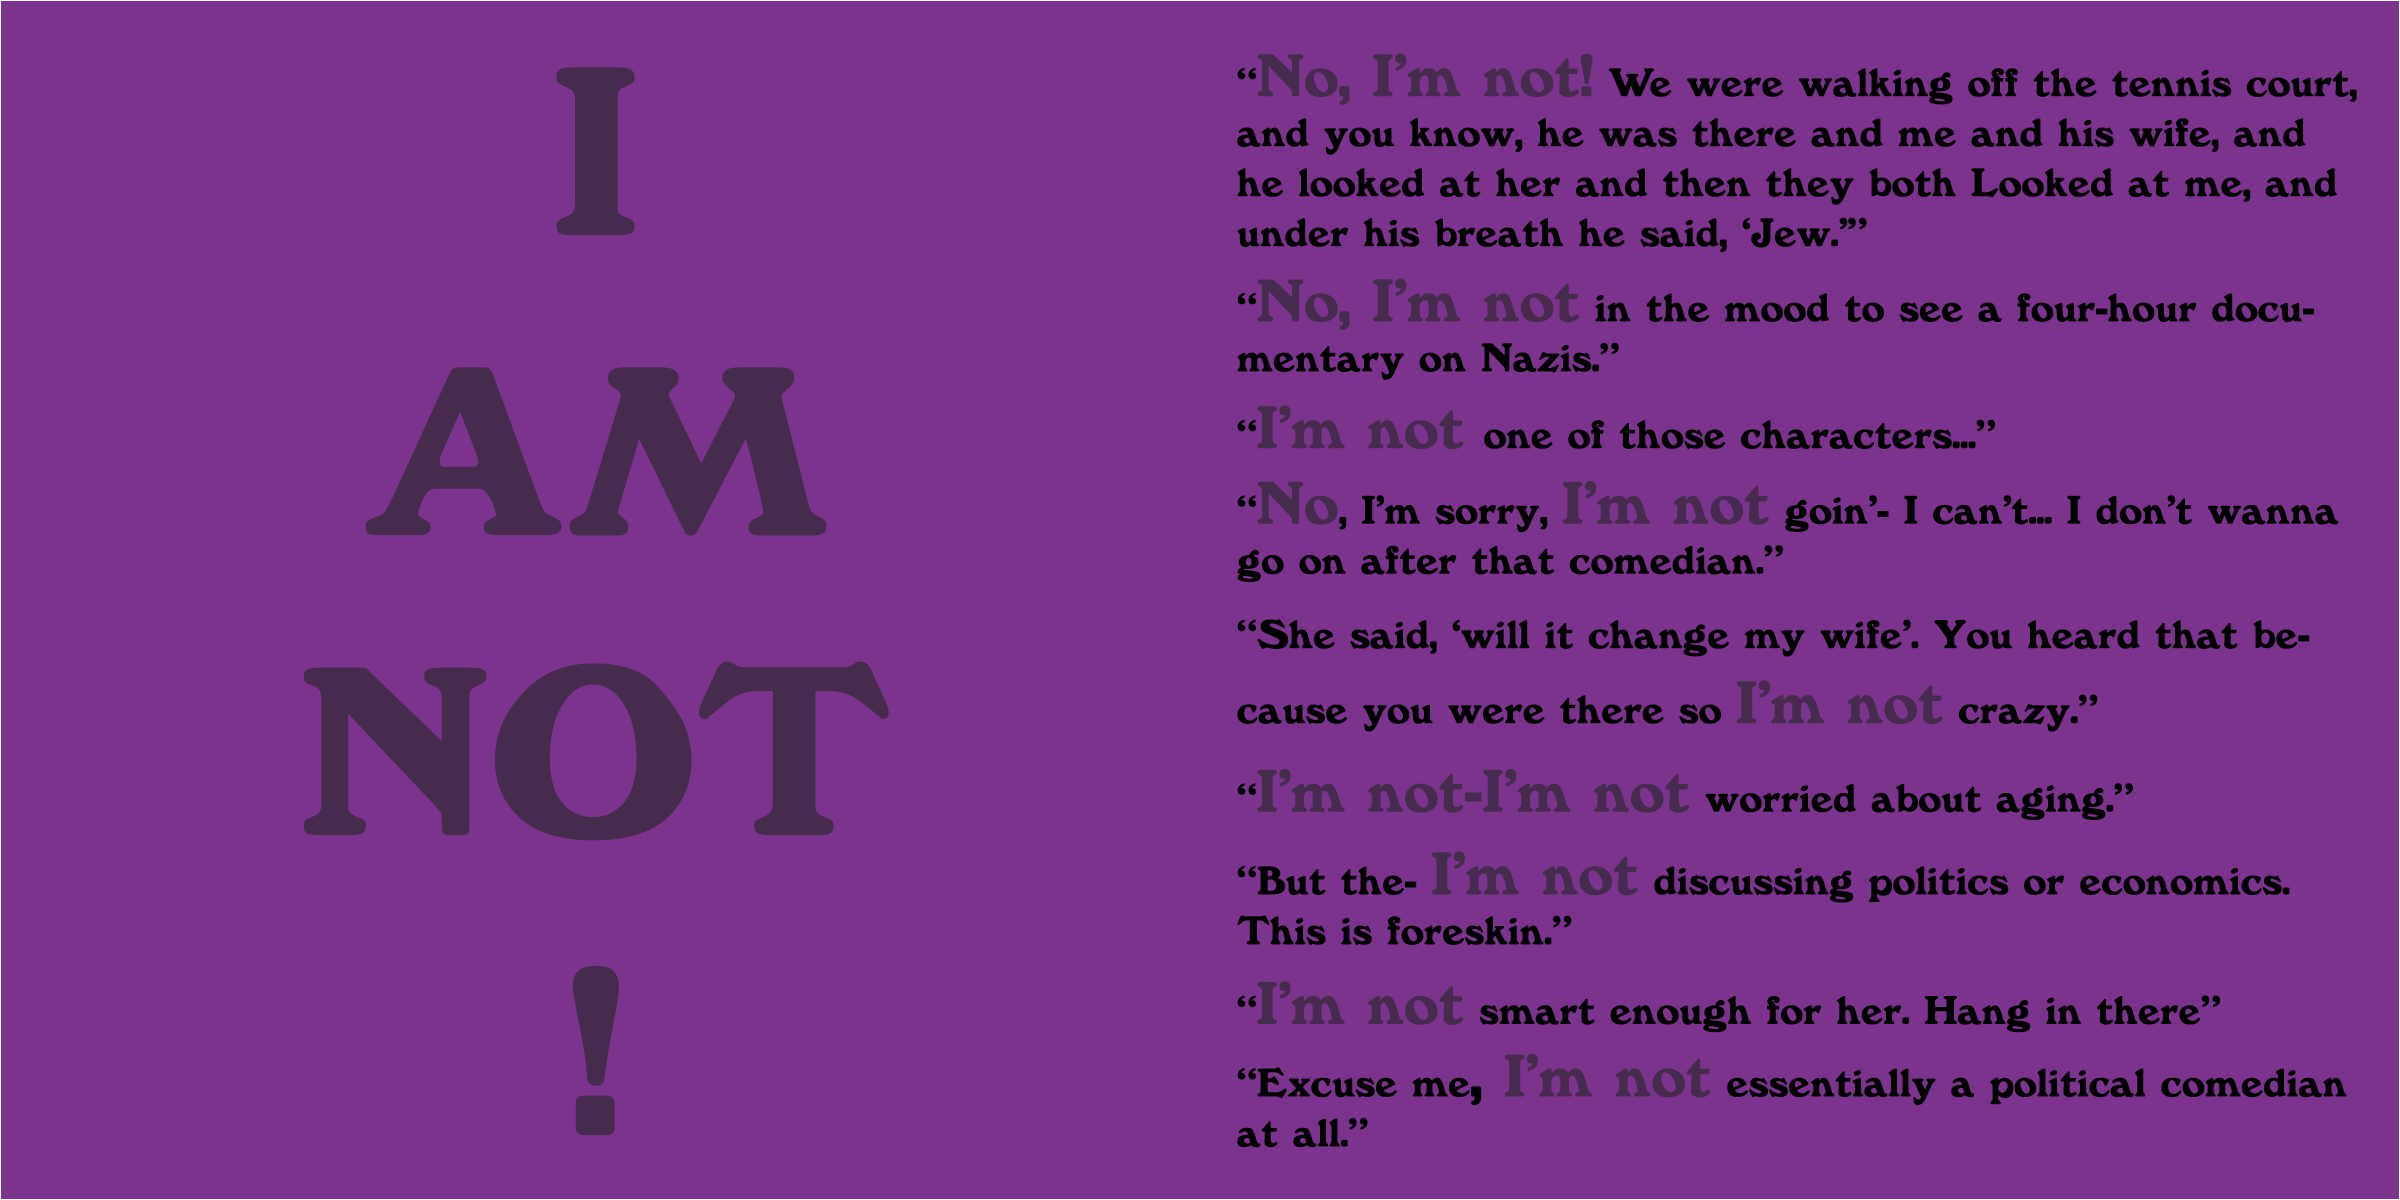 I
AM
NOT
!
“No, I’m not! We were walking off the tennis court,
and you know, he was there and me and his wife, and
he looked at her and then they both Looked at me, and
under his breath he said, ‘Jew.’”
“No, I’m not in the mood to see a four-hour docu-
mentary on Nazis.”
“I’m not one of those characters...”
“No, I’m sorry, I’m not goin’- I can’t... I don’t wanna
go on after that comedian.”
“She said, ‘will it change my wife’. You heard that be-
cause you were there so I’m not crazy.”
“I’m not-I’m not worried about aging.”
“But the- I’m not discussing politics or economics.
This is foreskin.”
“I’m not smart enough for her. Hang in there”
“Excuse me, I’m not essentially a political comedian
at all.”